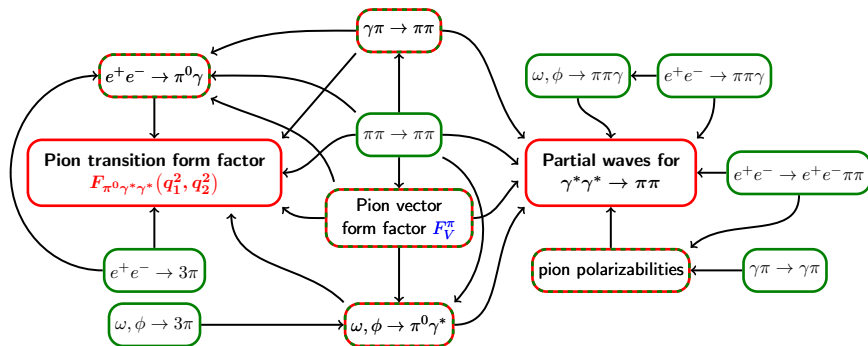 γπ → ππ
e⁺e⁻ → π⁰γ
ω, φ → ππγ
e⁺e⁻ → ππγ
ππ → ππ
Pion transition form factor
F_{π⁰γ*γ*}(q₁², q₂²)
Partial waves for
γ*γ* → ππ
e⁺e⁻ → e⁺e⁻ππ
Pion vector
form factor F_V^π
e⁺e⁻ → 3π
pion polarizabilities
γπ → γπ
ω, φ → 3π
ω, φ → π⁰γ*